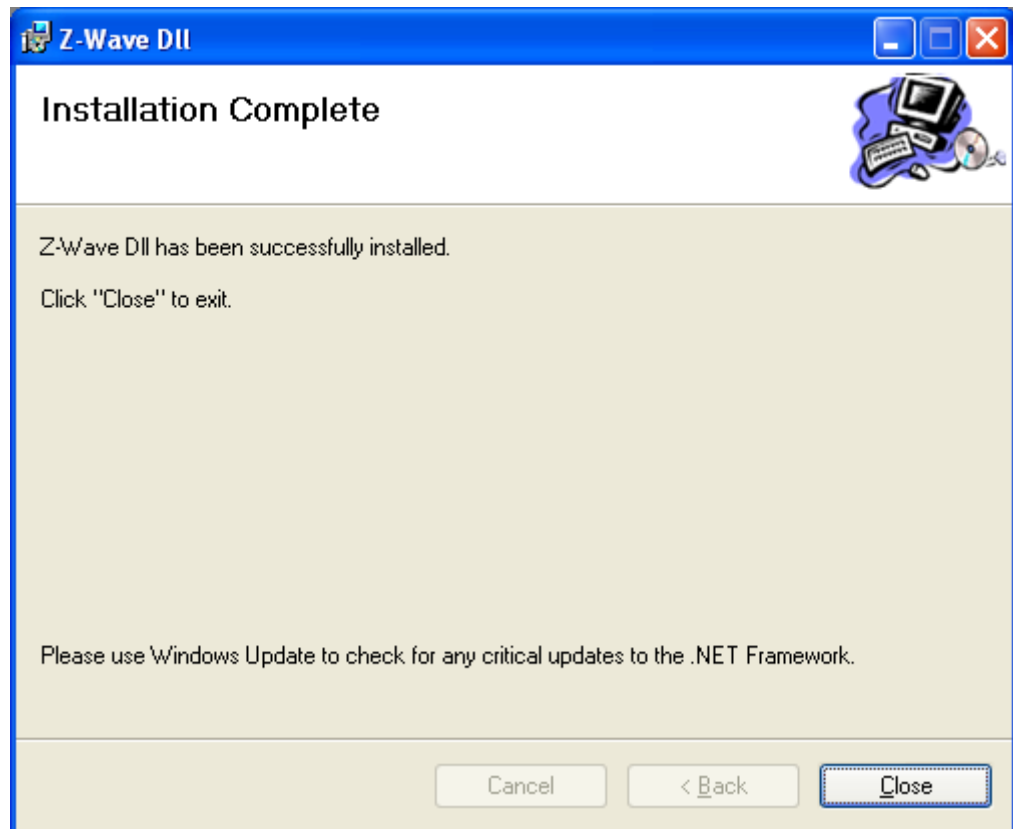 Z-Wave Dll
Installation Complete
Z-Wave Dll has been successfully installed.
Click "Close" to exit.
Please use Windows Update to check for any critical updates to the .NET Framework.
Cancel
< Back
Close